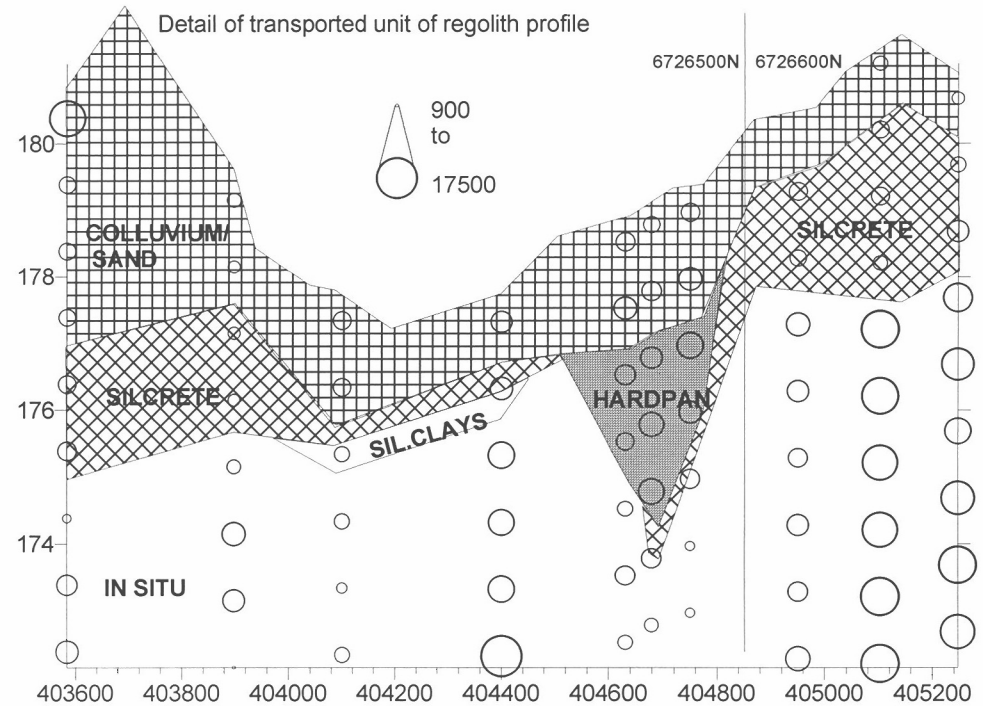 Detail of transported unit of regolith profile
6726500N
6726600N
900
to
17500
180
178
176
174
COLLUVIUM/
SAND
SILCRETE
SILCRETE
HARDPAN
SIL.CLAYS
IN SITU
403600 403800 404000 404200 404400 404600 404800 405000 405200